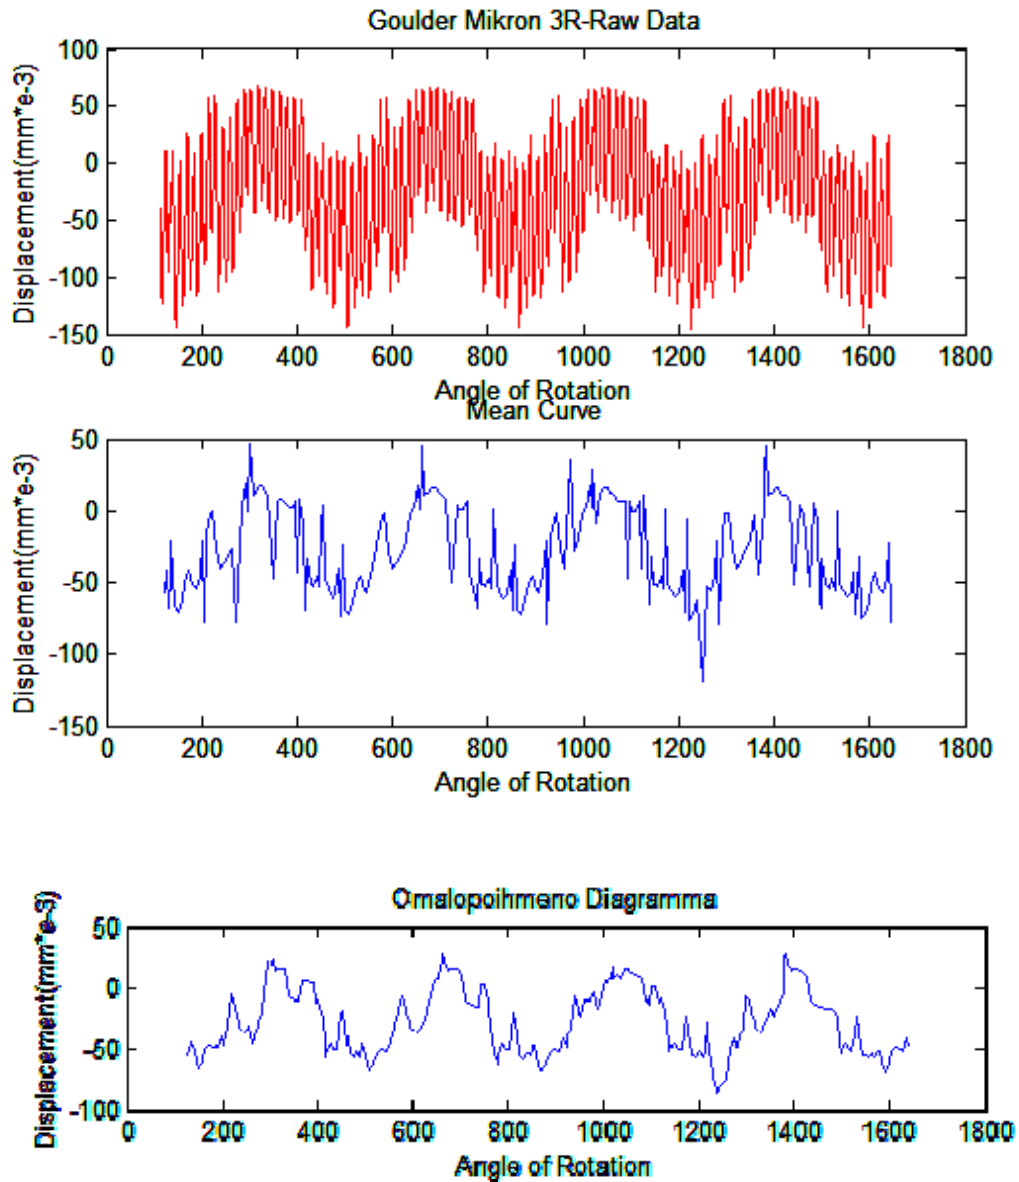 Goulder Mikron 3R-Raw Data
Displacement(mm*e-3)
100
50
0
-50
-100
-150
0 200 400 600 800 1000 1200 1400 1600 1800
Angle of Rotation
Mean Curve
Displacement(mm*e-3)
50
0
-50
-100
-150
0 200 400 600 800 1000 1200 1400 1600 1800
Angle of Rotation
Omalopoihmeno Diagramma
Displacement(mm*e-3)
50
0
-50
-100
0 200 400 600 800 1000 1200 1400 1600 1800
Angle of Rotation